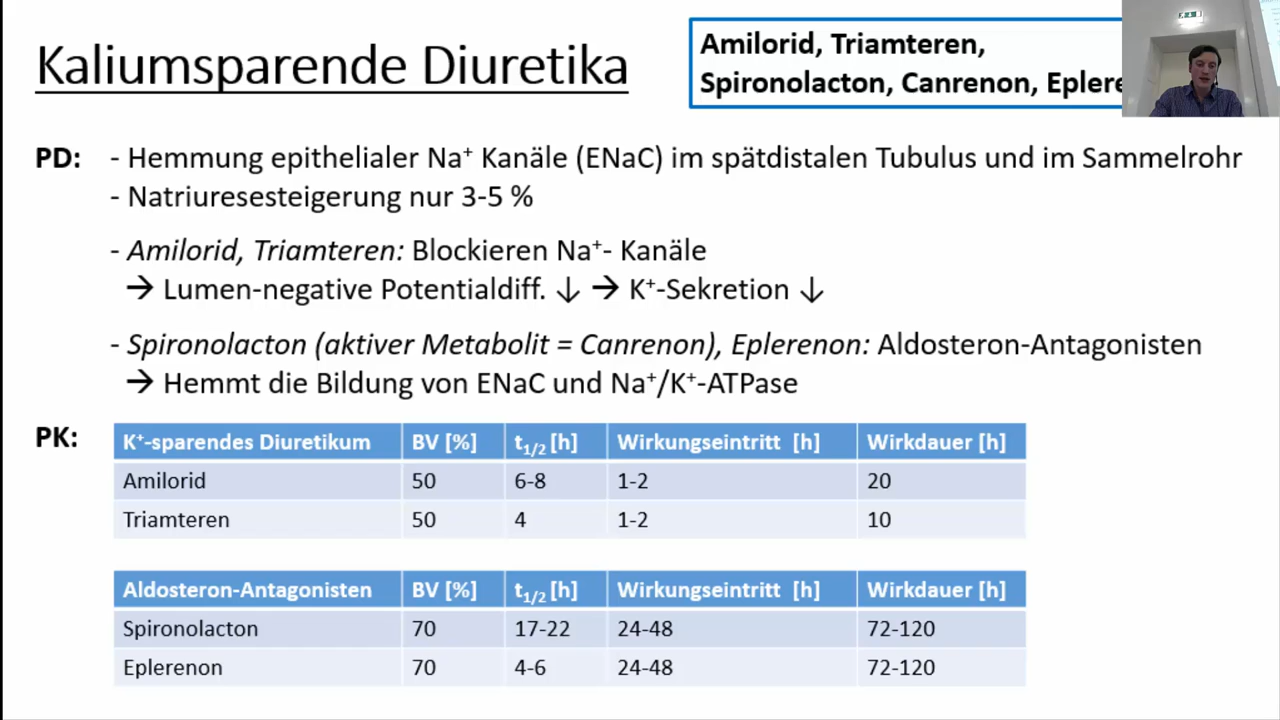 Kaliumsparende Diuretika
Amilorid, Triamteren,
Spironolacton, Canrenon,
PD: - Hemmung epithelialer Na⁺ Kanäle (ENaC) im spätdistalen Tubulus und im Sammelrohr
- Natriuresesteigerung nur 3-5 %
- Amilorid, Triamteren: Blockieren Na⁺- Kanäle
→ Lumen-negative Potentialdiff. ↓ → K⁺-Sekretion ↓
- Spironolacton (aktiver Metabolit = Canrenon), Eplerenon: Aldosteron-Antagonisten
→ Hemmt die Bildung von ENaC und Na⁺/K⁺-ATPase
PK:
K⁺-sparendes Diuretikum BV [%] t1/2 [h] Wirkungseintritt [h] Wirkdauer [h]
Amilorid 50 6-8 1-2 20
Triamteren 50 4 1-2 10
Aldosteron-Antagonisten BV [%] t1/2 [h] Wirkungseintritt [h] Wirkdauer [h]
Spironolacton 70 17-22 24-48 72-120
Eplerenon 70 4-6 24-48 72-120